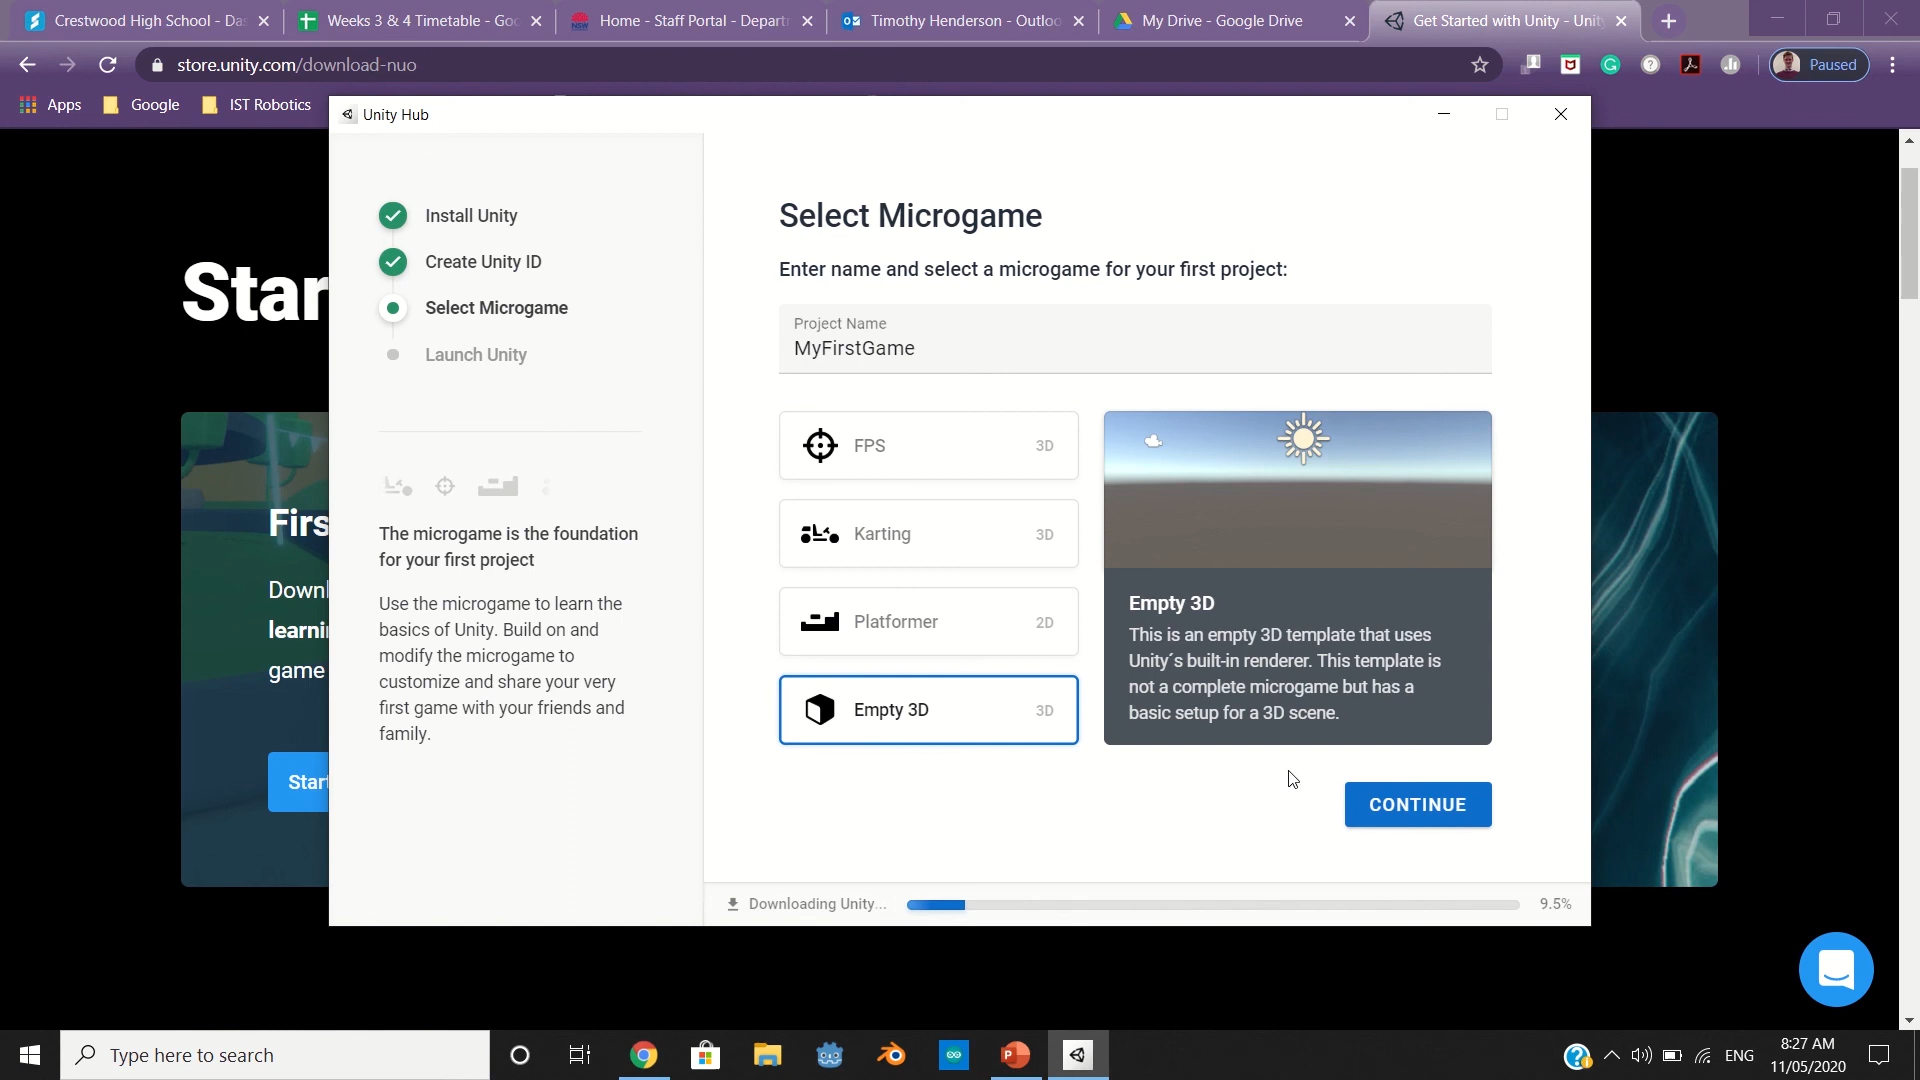 Crestwood High School - Das
Weeks 3 & 4 Timetable - Goo
Home - Staff Portal - Departm
Timothy Henderson - Outloo
My Drive - Google Drive
Get Started with Unity - Unity
store.unity.com/download-nuo
Paused
Apps
Google
IST Robotics
Unity Hub
Star
Firs
Downl
learni
game
Start
Install Unity
Create Unity ID
Select Microgame
Launch Unity
The microgame is the foundation
for your first project
Use the microgame to learn the
basics of Unity. Build on and
modify the microgame to
customize and share your very
first game with your friends and
family.
Select Microgame
Enter name and select a microgame for your first project:
Project Name
MyFirstGame
FPS 3D
Karting 3D
Platformer 2D
Empty 3D 3D
Empty 3D
This is an empty 3D template that uses
Unity´s built-in renderer. This template is
not a complete microgame but has a
basic setup for a 3D scene.
CONTINUE
Downloading Unity... 9.5%
Type here to search
ENG
8:27 AM
11/05/2020